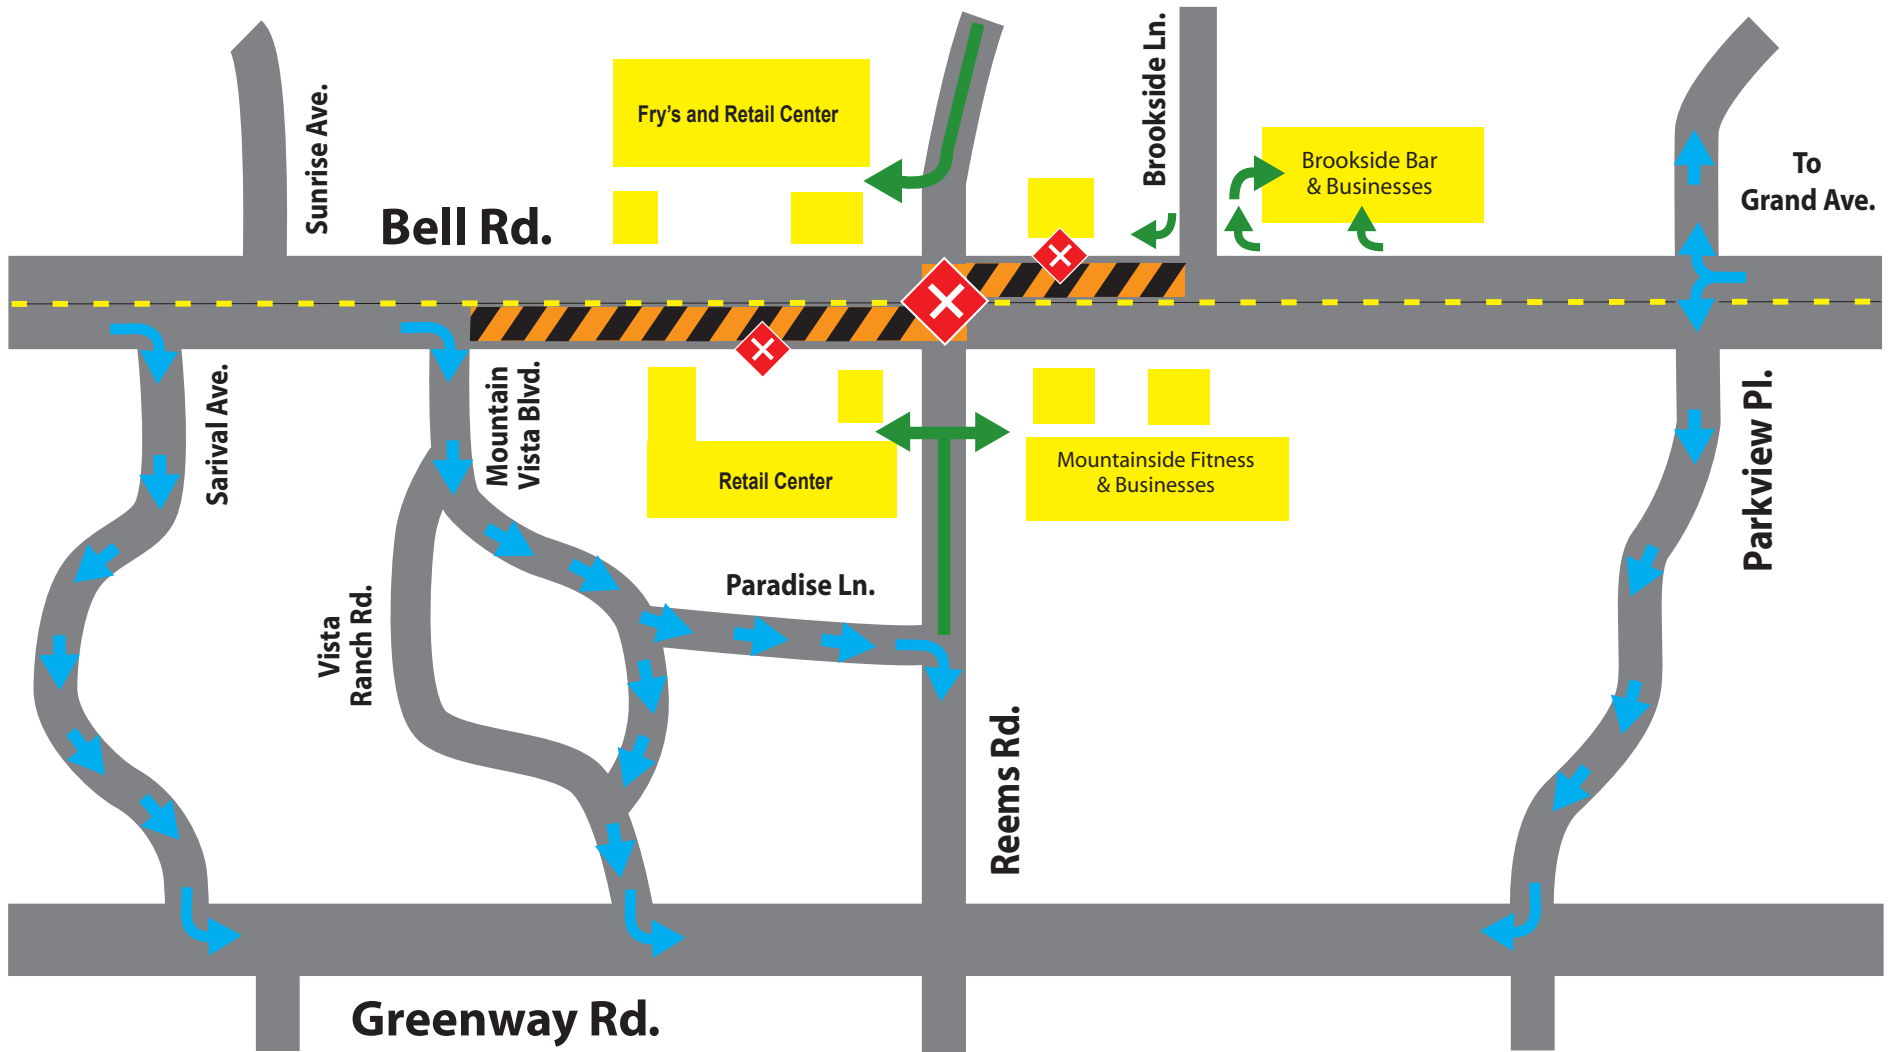 Sunrise Ave.
Fry's and Retail Center
Brookside Ln.
Brookside Bar
& Businesses
To
Grand Ave.
Bell Rd.
Sarival Ave.
Mountain
Vista Blvd.
Retail Center
Mountainside Fitness
& Businesses
Parkview Pl.
Vista
Ranch Rd.
Paradise Ln.
Reems Rd.
Greenway Rd.